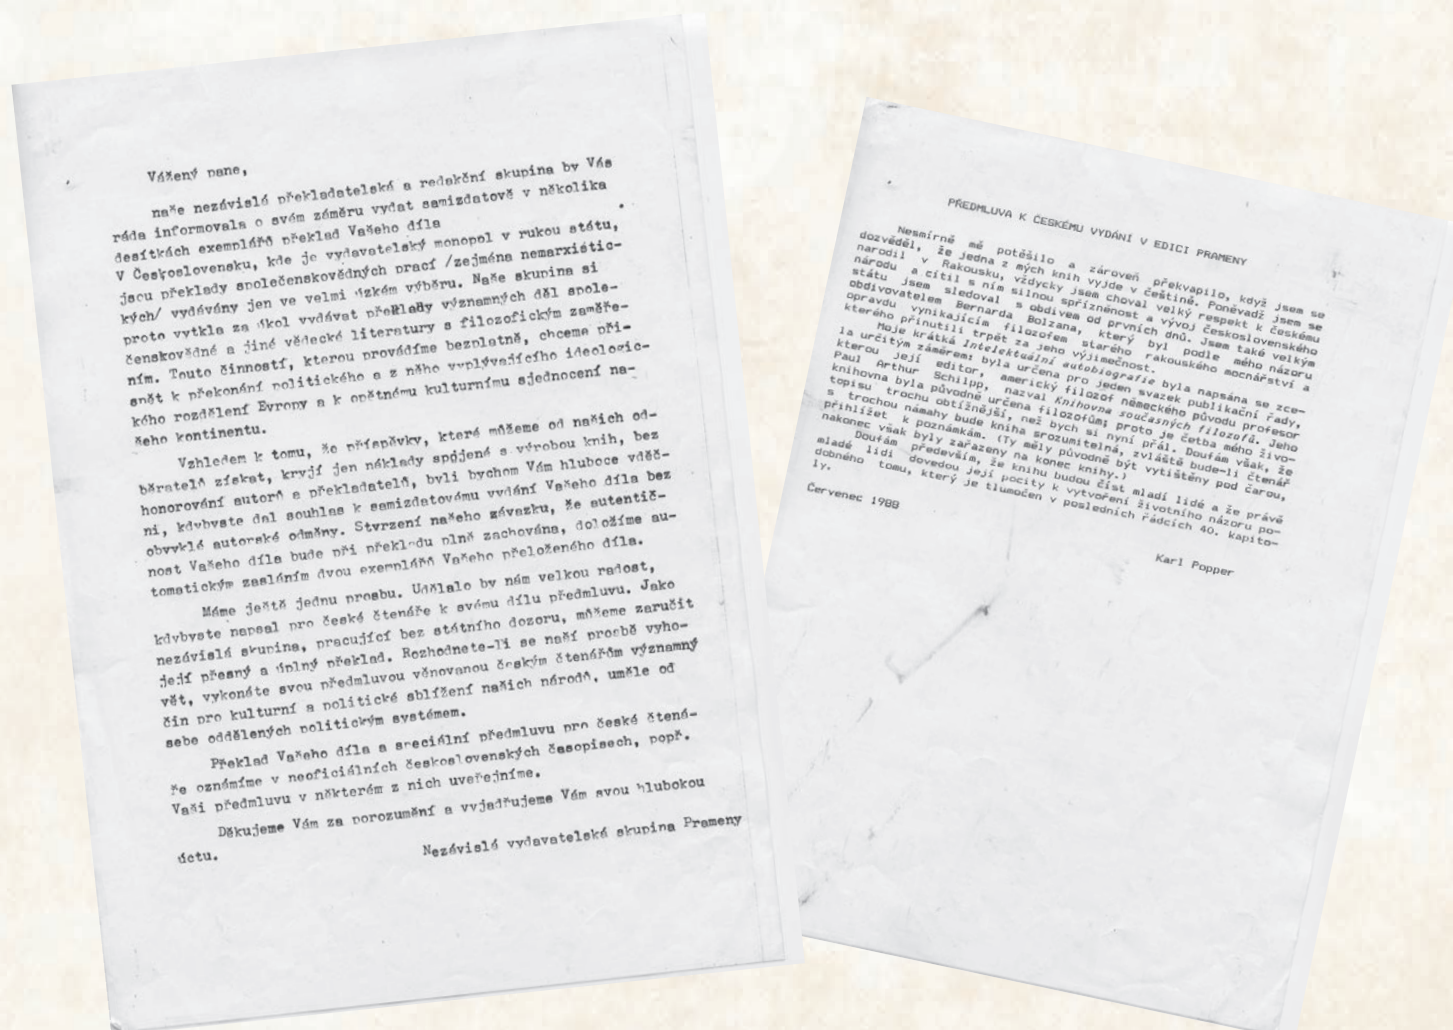 Vážený pane,
naše nezávislá překladatelská a redakční skupina by Vás
ráda informovala o svém záměru vydat samizdatově v několika
desítkách exemplářů překlad Vašeho díla .
V Československu, kde je vydavatelský monopol v rukou státu,
jsou překlady společenskovědných prací /zejména nemarxistic-
kých/ vydávány jen ve velmi úzkém výběru. Naše skupina si
proto vytkla za úkol vydávat překlady významných děl spole-
čenskovědné a jiné vědecké literatury s filozofickým zaměře-
ním. Touto činností, kterou provádíme bezplatně, chceme při-
spět k překonání politického a z něho vyplývajícího ideologic-
kého rozdělení Evropy a k opětnému kulturnímu sjednocení na-
šeho kontinentu.
Vzhledem k tomu, že příspěvky, které můžeme od našich od-
běratelů získat, kryjí jen náklady spojené s výrobou knih, bez
honorování autorů a překladatelů, byli bychom Vám hluboce vděč-
ni, kdybyste dal souhlas k samizdatovému vydání Vašeho díla bez
obvyklé autorské odměny. Stvrzení našeho závazku, že autentič-
nost Vašeho díla bude při překladu plně zachována, doložíme au-
tomatickým zasláním dvou exemplářů Vašeho přeloženého díla.
Máme ještě jednu prosbu. Udělalo by nám velkou radost,
kdybyste napsal pro české čtenáře k svému dílu předmluvu. Jako
nezávislá skupina, pracující bez státního dozoru, můžeme zaručit
její přesný a úplný překlad. Rozhodnete-li se naší prosbě vyho-
vět, vykonáte svou předmluvou věnovanou českým čtenářům významný
čin pro kulturní a politické sblížení našich národů, uměle od
sebe oddělených politickým systémem.
Překlad Vašeho díla a speciální předmluvu pro české čtená-
ře oznámíme v neoficiálních československých časopisech, popř.
Vaši předmluvu v některém z nich uveřejníme.
Děkujeme Vám za porozumění a vyjadřujeme Vám svou hlubokou
úctu.
Nezávislá vydavatelská skupina Prameny
PŘEDMLUVA K ČESKÉMU VYDÁNÍ V EDICI PRAMENY
Nesmírně mě potěšilo a zároveň překvapilo, když jsem se
dozvěděl, že jedna z mých knih vyjde v češtině. Poněvadž jsem se
narodil v Rakousku, vždycky jsem choval velký respekt k českému
národu a cítil s ním silnou spřízněnost a vývoj československého
státu jsem sledoval s obdivem od prvních dnů. Jsem také velkým
obdivovatelem Bernarda Bolzana, který byl podle mého názoru
opravdu vynikajícím filozofem starého rakouského mocnářství a
kterého přinutili trpět za jeho výjimečnost.
Moje krátká Intelektuální autobiografie byla napsána se zce-
la určitým záměrem: byla určena pro jeden svazek publikační řady,
kterou její editor, americký filozof německého původu profesor
Paul Arthur Schilpp, nazval Knihovna současných filozofů. Jeho
knihovna byla původně určena filozofům; proto je četba mého živo-
topisu trochu obtížnější, než bych si nyní přál. Doufám však, že
s trochou námahy bude kniha srozumitelná, zvláště bude-li čtenář
přihlížet k poznámkám. (Ty měly původně být vytištěny pod čarou,
nakonec však byly zařazeny na konec knihy.)
Doufám především, že knihu budou číst mladí lidé a že právě
mladé lidi dovedou její pocity k vytvoření životního názoru po-
dobného tomu, který je tlumočen v posledních řádcích 40. kapito-
ly.
Červenec 1988
Karl Popper